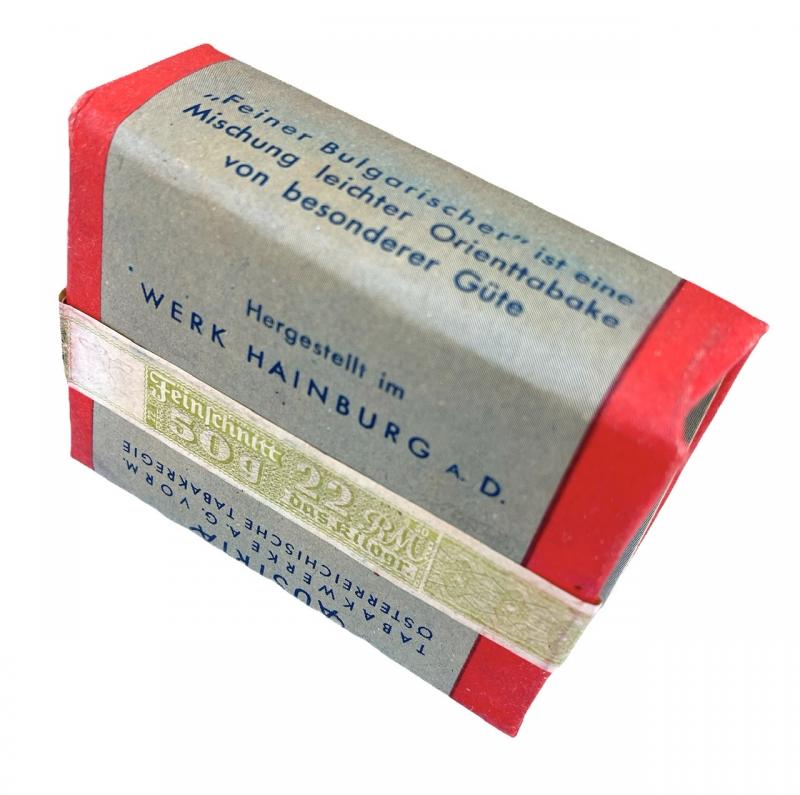 „Feiner Bulgarischer" ist eine
Mischung leichter Orienttabake
von besonderer Güte
Hergestellt im
WERK HAINBURG A. D.
Feinschnitt 22 RM
50 g das Kilogr.
AUSTRIA
TABAKWERKE A.G. VORM.
ÖSTERREICHISCHE TABAKREGIE